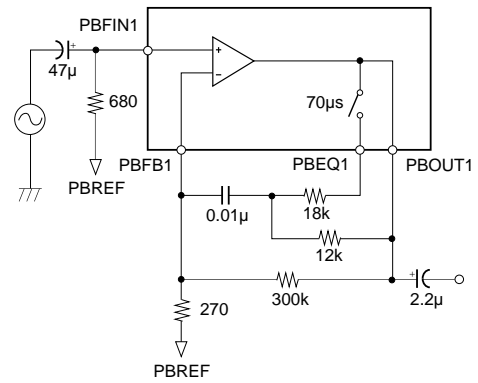 PBFIN1
+
47µ
680
PBREF
+
−
70µs
PBFB1
PBEQ1
PBOUT1
0.01µ
18k
12k
300k
270
PBREF
+
2.2µ